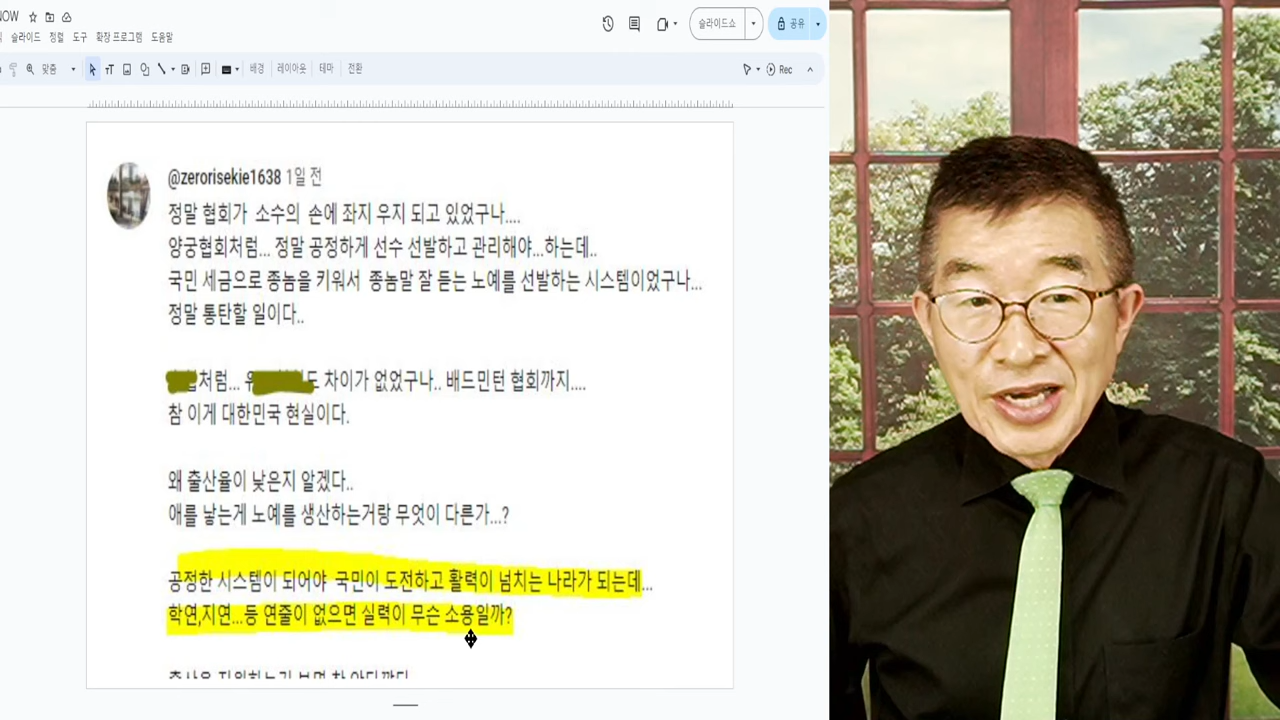 NOW
슬라이드 정렬 도구 확장 프로그램 도움말
슬라이드쇼
공유
맞춤
배경 레이아웃 테마 전환
Rec
@zerorisekie1638 1일 전
정말 협회가 소수의 손에 좌지 우지 되고 있었구나....
양궁협회처럼... 정말 공정하게 선수 선발하고 관리해야...하는데..
국민 세금으로 종놈을 키워서 종놈말 잘 듣는 노예를 선발하는 시스템이었구나...
정말 통탄할 일이다..
처럼... 도 차이가 없었구나.. 배드민턴 협회까지....
참 이게 대한민국 현실이다.
왜 출산율이 낮은지 알겠다..
애를 낳는게 노예를 생산하는거랑 무엇이 다른가...?
공정한 시스템이 되어야 국민이 도전하고 활력이 넘치는 나라가 되는데...
학연,지연...등 연줄이 없으면 실력이 무슨 소용일까?